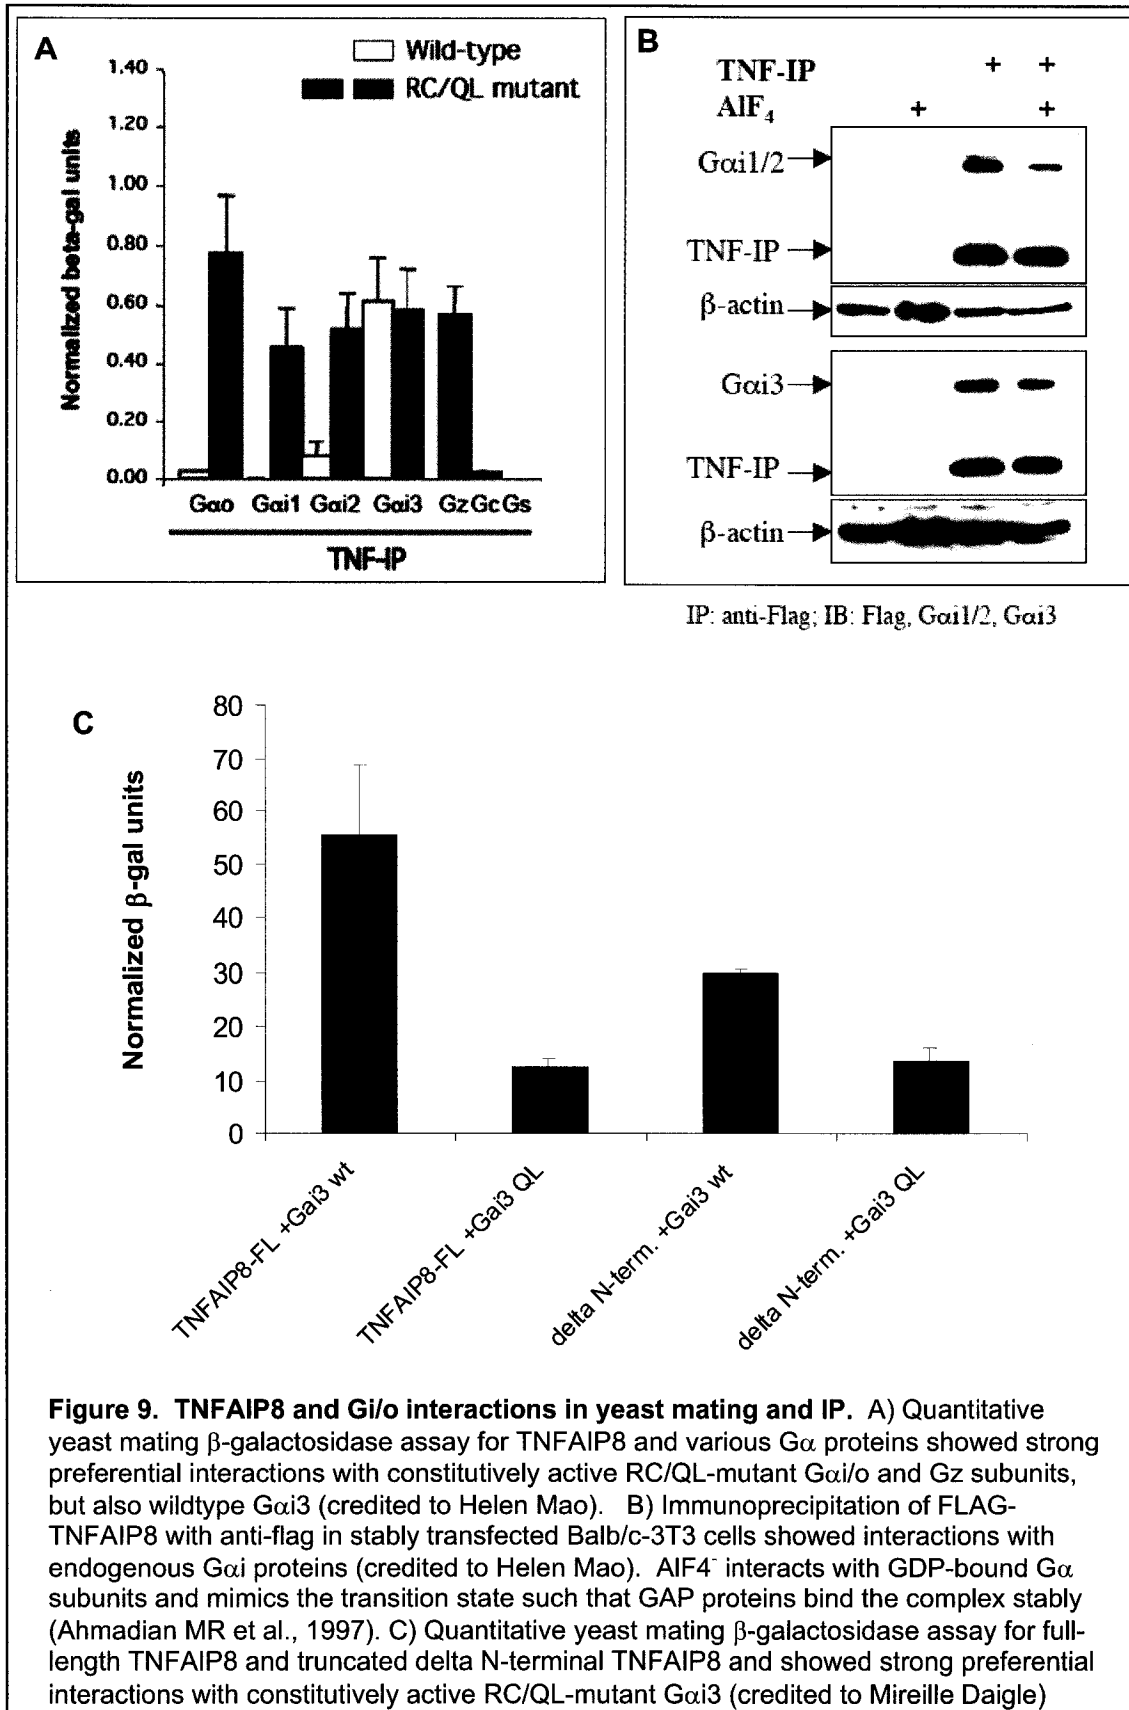 A
Wild-type
RC/QL mutant
Normalized beta-gal units
1.40
1.20
1.00
0.80
0.60
0.40
0.20
0.00
Gαo Gαi1 Gαi2 Gαi3 Gz Gc Gs
TNF-IP
B
TNF-IP + +
AlF4 + +
Gαi1/2
TNF-IP
β-actin
Gαi3
TNF-IP
β-actin
IP: anti-Flag; IB: Flag, Gαi1/2, Gαi3
C
Normalized β-gal units
80
70
60
50
40
30
20
10
0
TNFAIP8-FL +Gai3 wt
TNFAIP8-FL +Gai3 QL
delta N-term. +Gai3 wt
delta N-term. +Gai3 QL
Figure 9. TNFAIP8 and Gi/o interactions in yeast mating and IP. A) Quantitative
yeast mating β-galactosidase assay for TNFAIP8 and various Gα proteins showed strong
preferential interactions with constitutively active RC/QL-mutant Gαi/o and Gz subunits,
but also wildtype Gαi3 (credited to Helen Mao). B) Immunoprecipitation of FLAG-
TNFAIP8 with anti-flag in stably transfected Balb/c-3T3 cells showed interactions with
endogenous Gαi proteins (credited to Helen Mao). AlF4⁻ interacts with GDP-bound Gα
subunits and mimics the transition state such that GAP proteins bind the complex stably
(Ahmadian MR et al., 1997). C) Quantitative yeast mating β-galactosidase assay for full-
length TNFAIP8 and truncated delta N-terminal TNFAIP8 and showed strong preferential
interactions with constitutively active RC/QL-mutant Gαi3 (credited to Mireille Daigle)